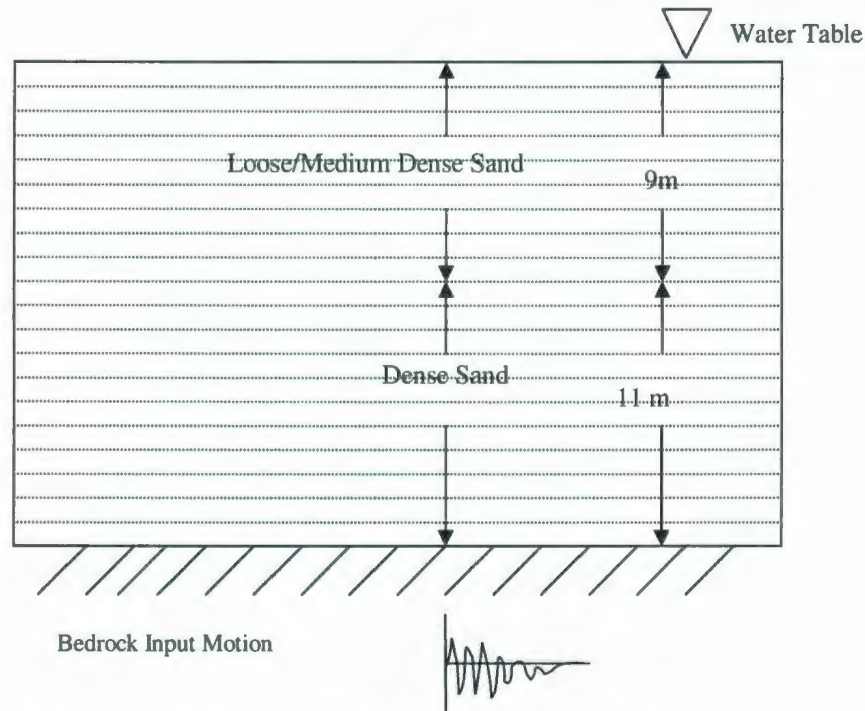 Water Table
Loose/Medium Dense Sand
9m
Dense Sand
11 m
Bedrock Input Motion